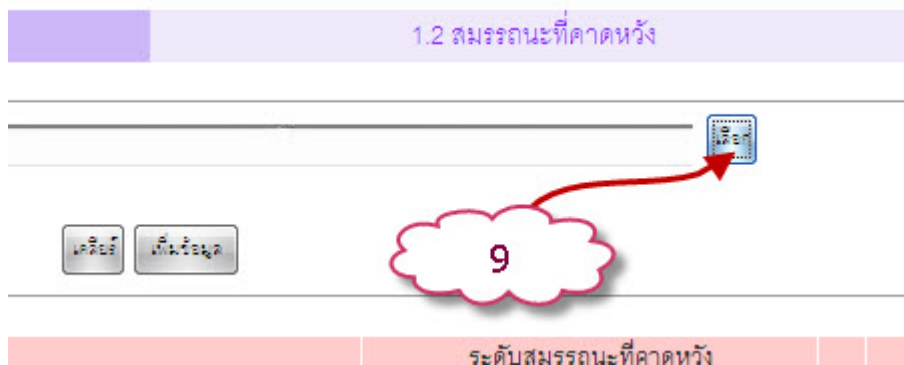 1.2 สมรรถนะที่คาดหวัง
เลือก
เคลียร์ เพิ่มข้อมูล
9
ระดับสมรรถนะที่คาดหวัง